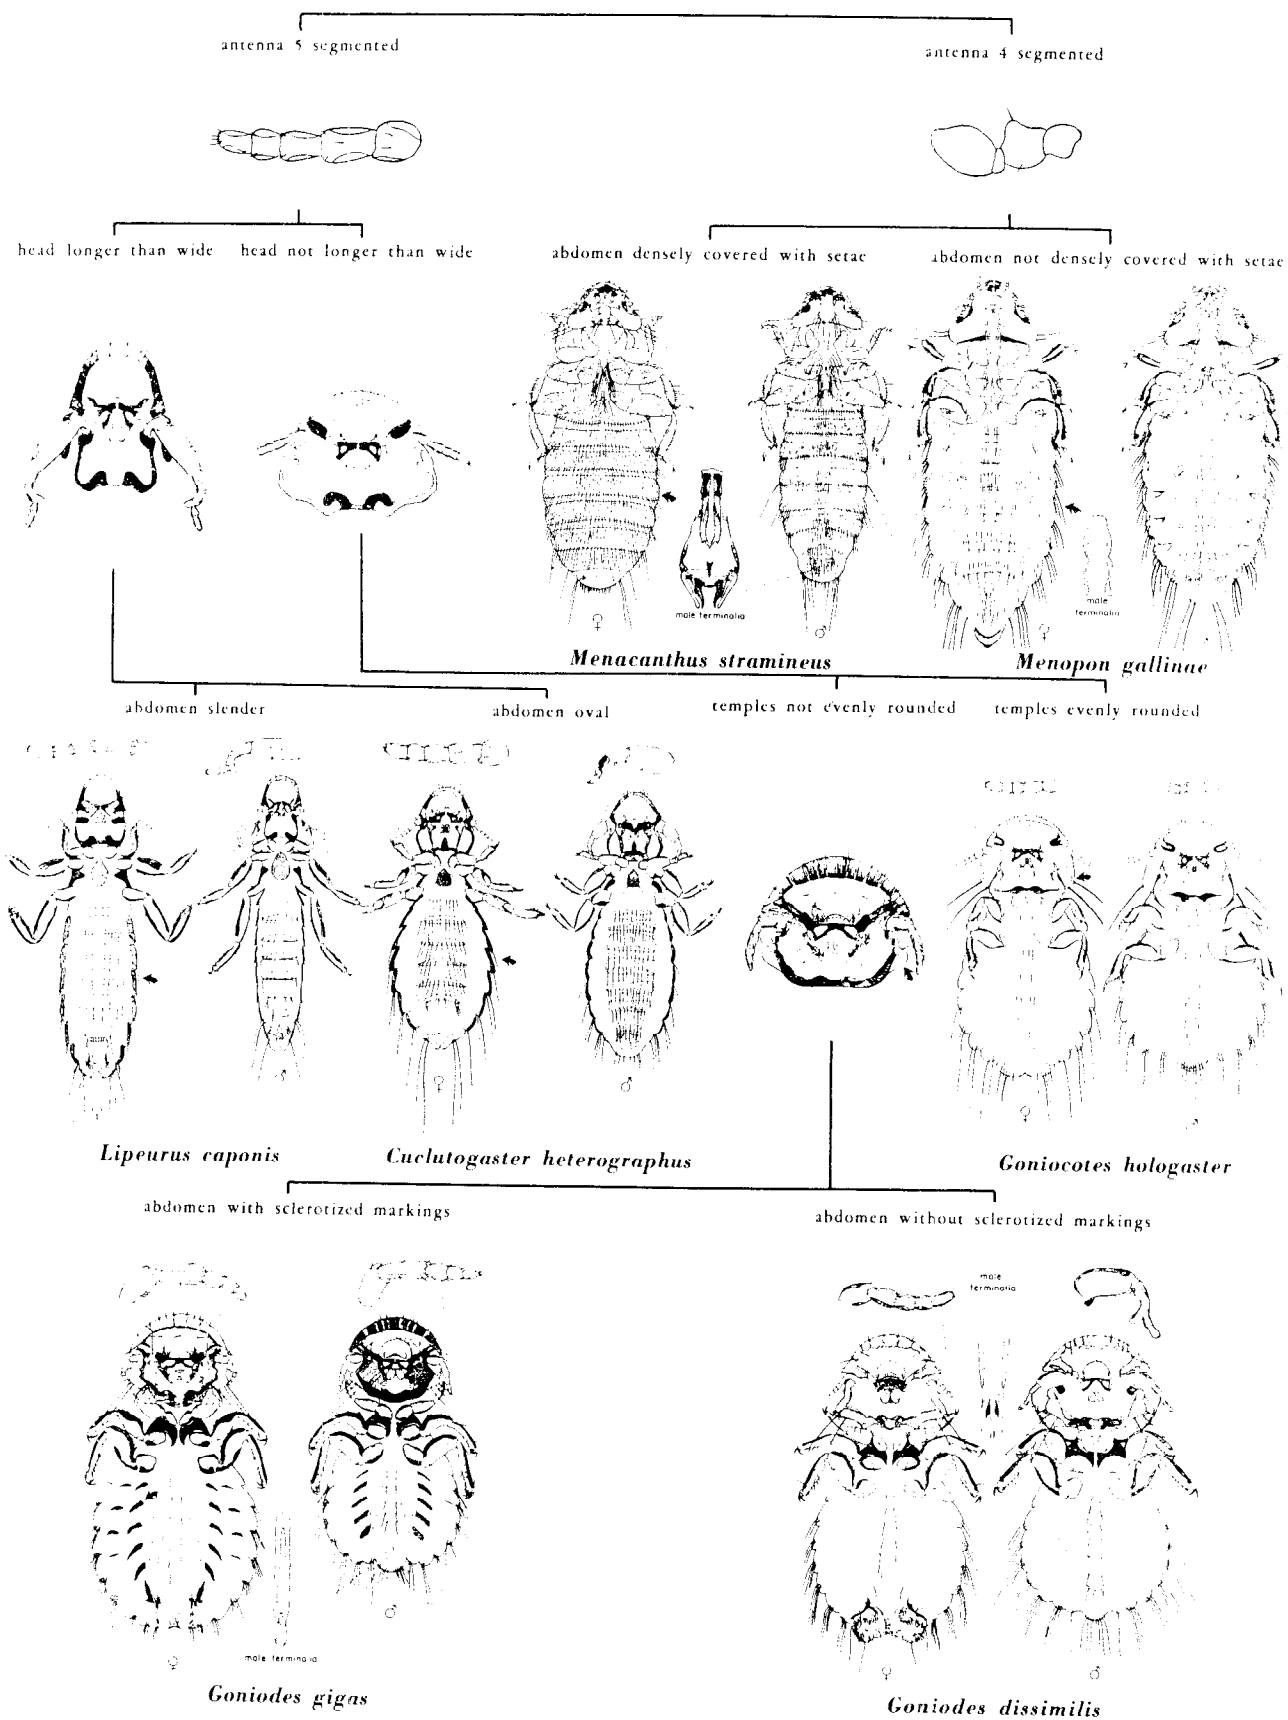 antenna 5 segmented
antenna 4 segmented
head longer than wide
head not longer than wide
abdomen densely covered with setae
abdomen not densely covered with setae
male terminalia
male
terminalia
♀
♂
♀
Menacanthus stramineus
Menopon gallinae
abdomen slender
abdomen oval
temples not evenly rounded
temples evenly rounded
♀
♂
♀
♂
Lipeurus caponis
Cuclutogaster heterographus
Goniocotes hologaster
abdomen with sclerotized markings
abdomen without sclerotized markings
male
terminalia
♂
male terminalia
♀
♀
♂
Goniodes gigas
Goniodes dissimilis